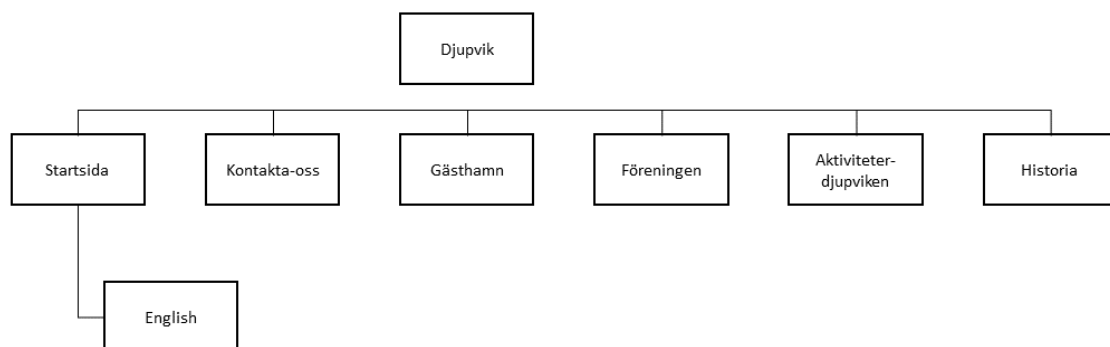 Djupvik
Startsida
Kontakta-oss
Gästhamn
Föreningen
Aktiviteter-
djupviken
Historia
English